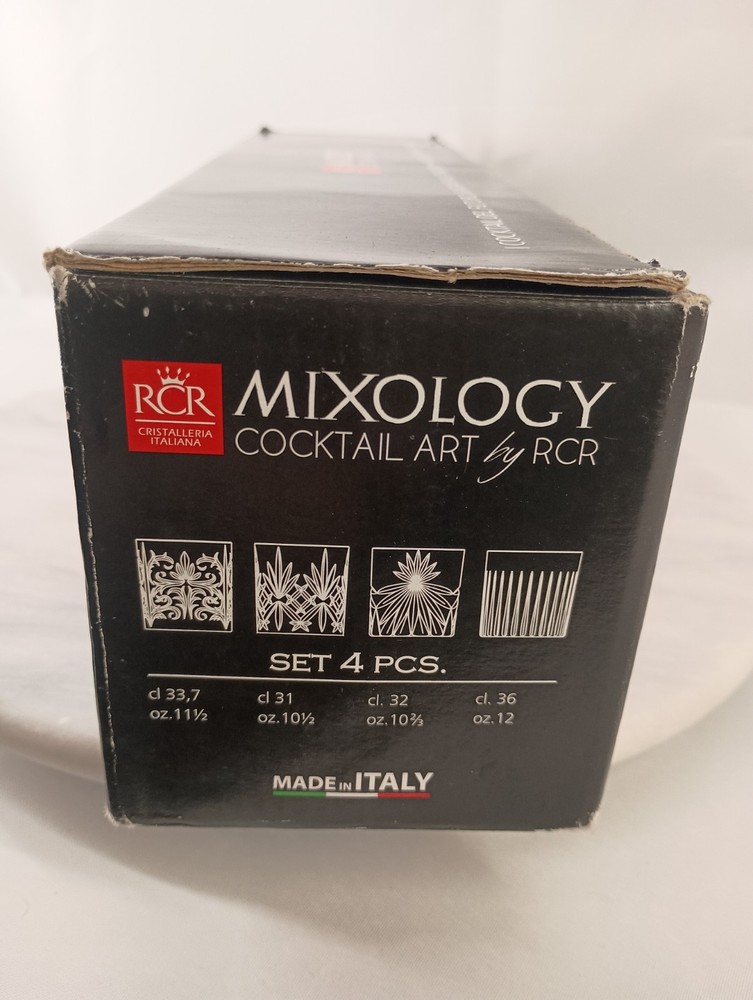 RCR
CRISTALLERIA
ITALIANA
MIXOLOGY
COCKTAIL ART by RCR
SET 4 PCS.
cl 33,7
oz.11½
cl 31
oz.10½
cl. 32
oz.10⅔
cl. 36
oz.12
MADE IN ITALY